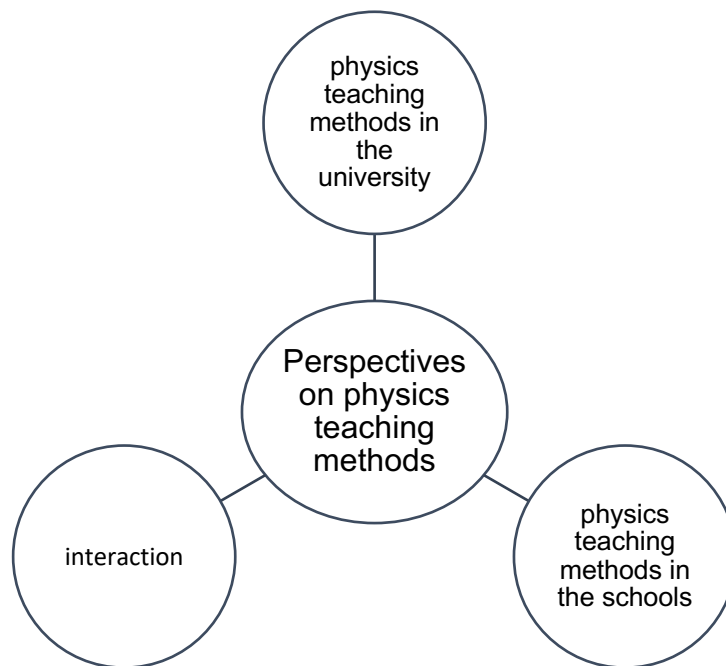 physics
teaching
methods in
the
university
Perspectives
on physics
teaching
methods
interaction
physics
teaching
methods in
the schools